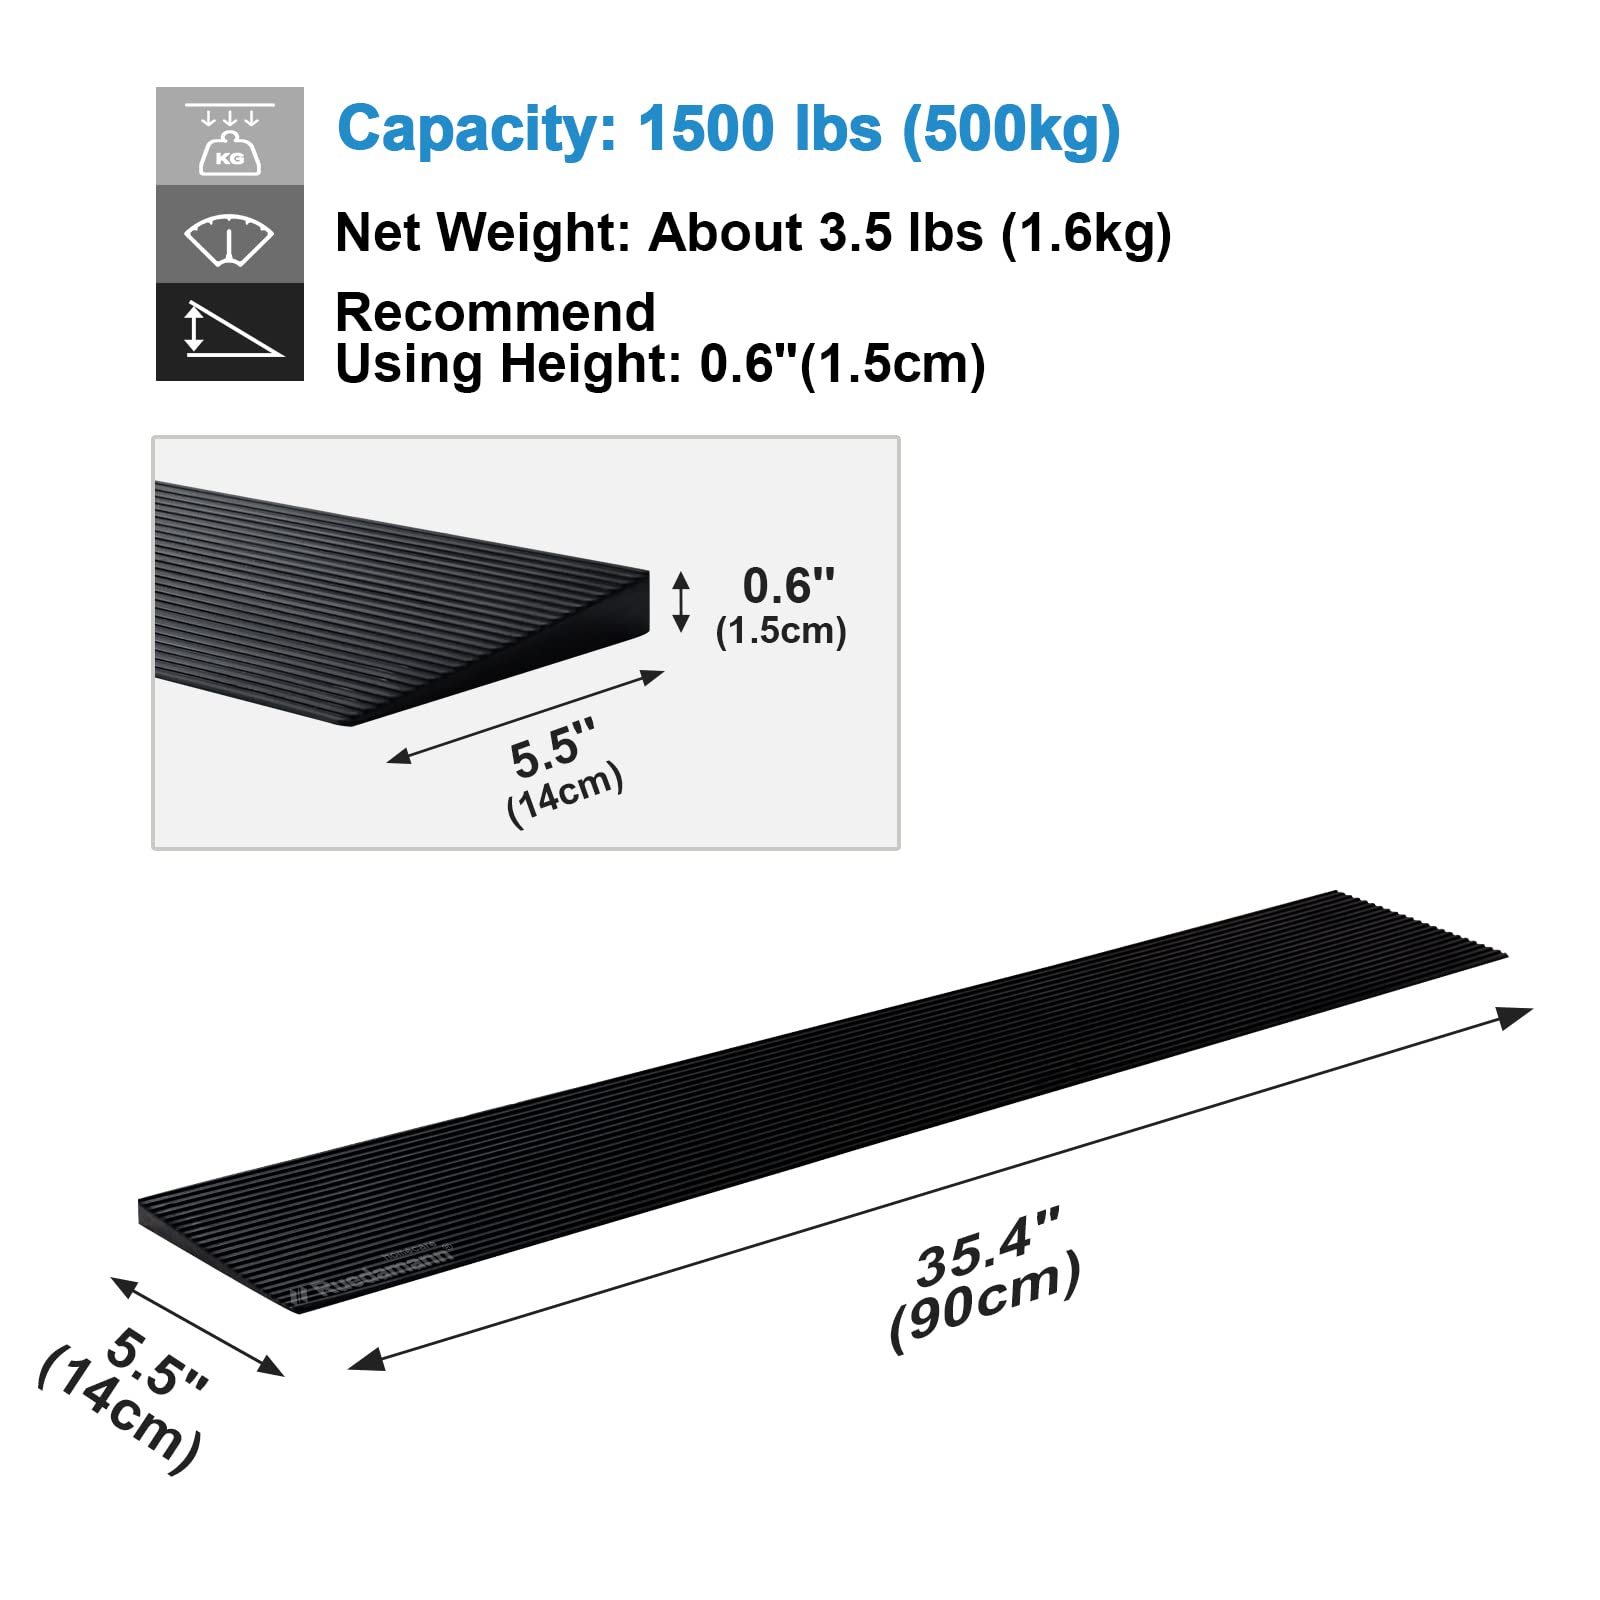 KG
Capacity: 1500 lbs (500kg)
Net Weight: About 3.5 lbs (1.6kg)
Recommend
Using Height: 0.6"(1.5cm)
0.6"
(1.5cm)
5.5"
(14cm)
homecare
Ruedamann®
35.4"
(90cm)
5.5"
(14cm)